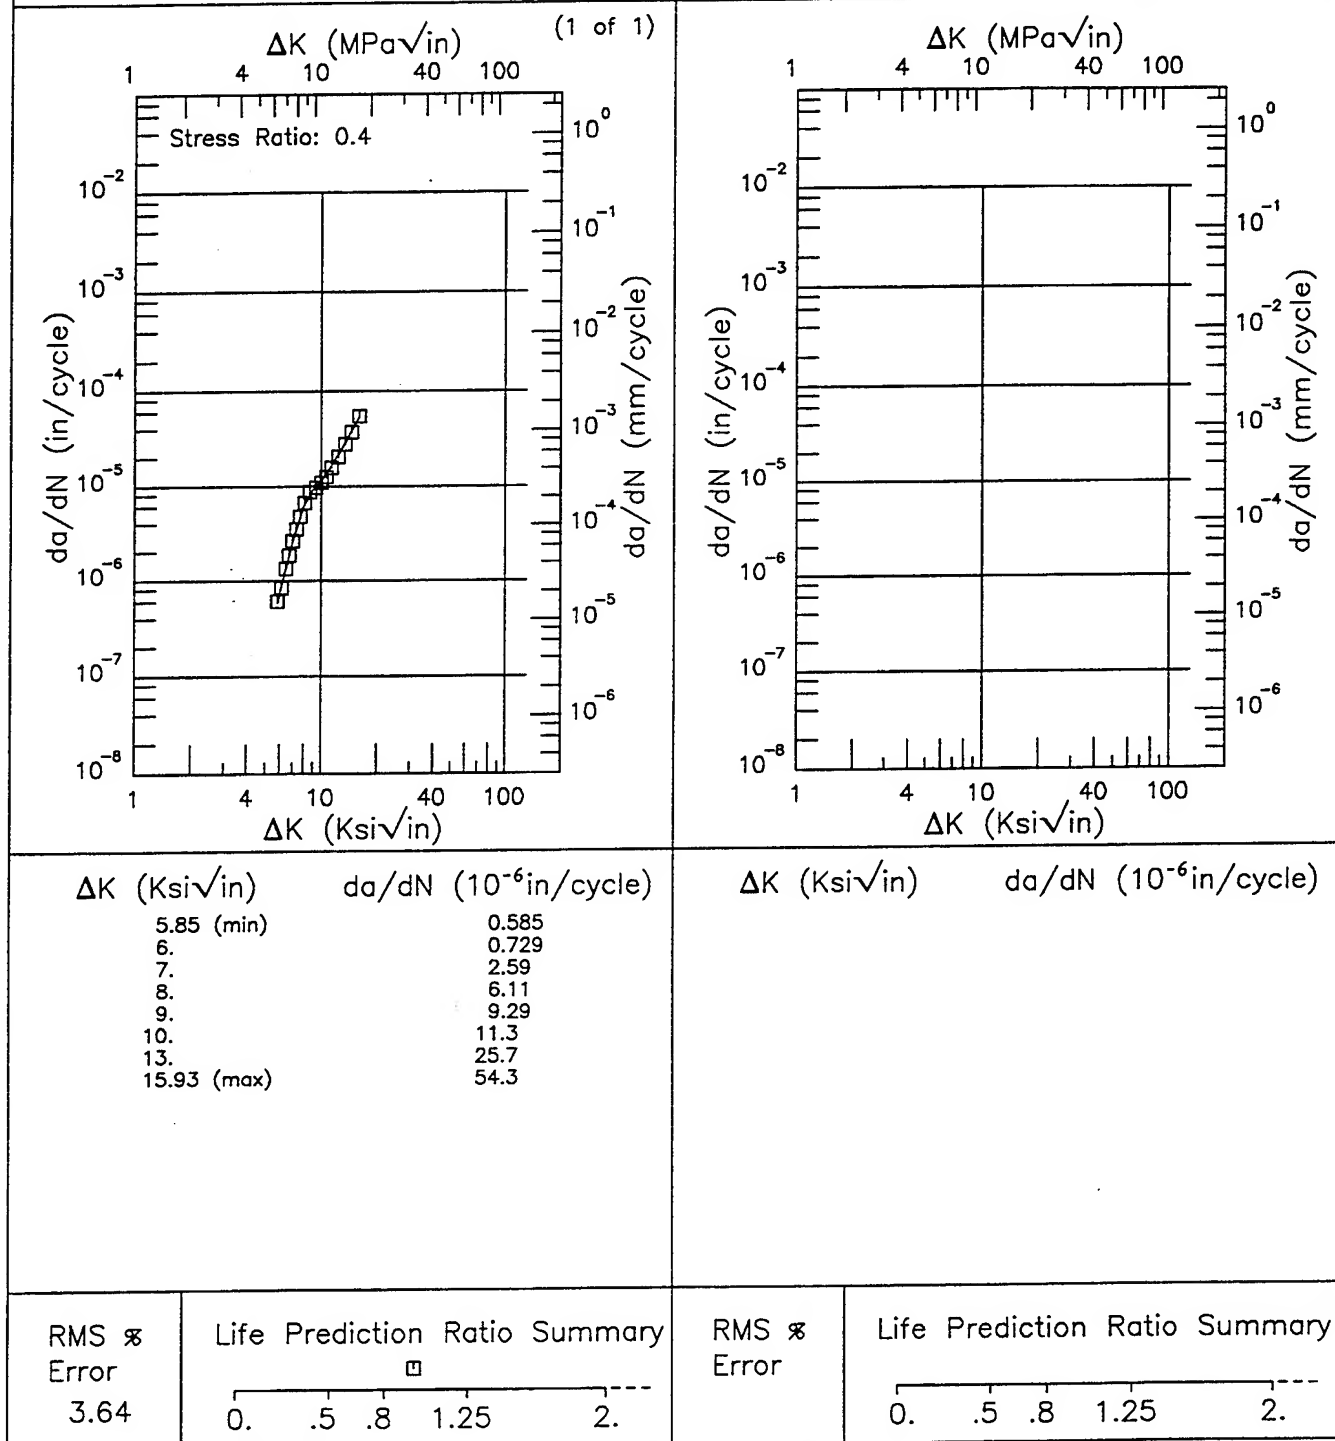 (1 of 1)
ΔK (MPa√in)
1 4 10 40 100
Stress Ratio: 0.4
10⁰
10⁻²
10⁻¹
10⁻³
10⁻²
10⁻⁴
10⁻³
10⁻⁵
10⁻⁴
10⁻⁶
10⁻⁵
10⁻⁷
10⁻⁶
10⁻⁸
da/dN (in/cycle)
da/dN (mm/cycle)
1 4 10 40 100
ΔK (Ksi√in)
ΔK (MPa√in)
1 4 10 40 100
10⁰
10⁻²
10⁻¹
10⁻³
10⁻²
10⁻⁴
10⁻³
10⁻⁵
10⁻⁴
10⁻⁶
10⁻⁵
10⁻⁷
10⁻⁶
10⁻⁸
da/dN (in/cycle)
da/dN (mm/cycle)
1 4 10 40 100
ΔK (Ksi√in)
ΔK (Ksi√in) da/dN (10⁻⁶in/cycle)
5.85 (min) 0.585
6. 0.729
7. 2.59
8. 6.11
9. 9.29
10. 11.3
13. 25.7
15.93 (max) 54.3
ΔK (Ksi√in) da/dN (10⁻⁶in/cycle)
RMS %
Error
3.64
Life Prediction Ratio Summary
0. .5 .8 1.25 2.
RMS %
Error
Life Prediction Ratio Summary
0. .5 .8 1.25 2.